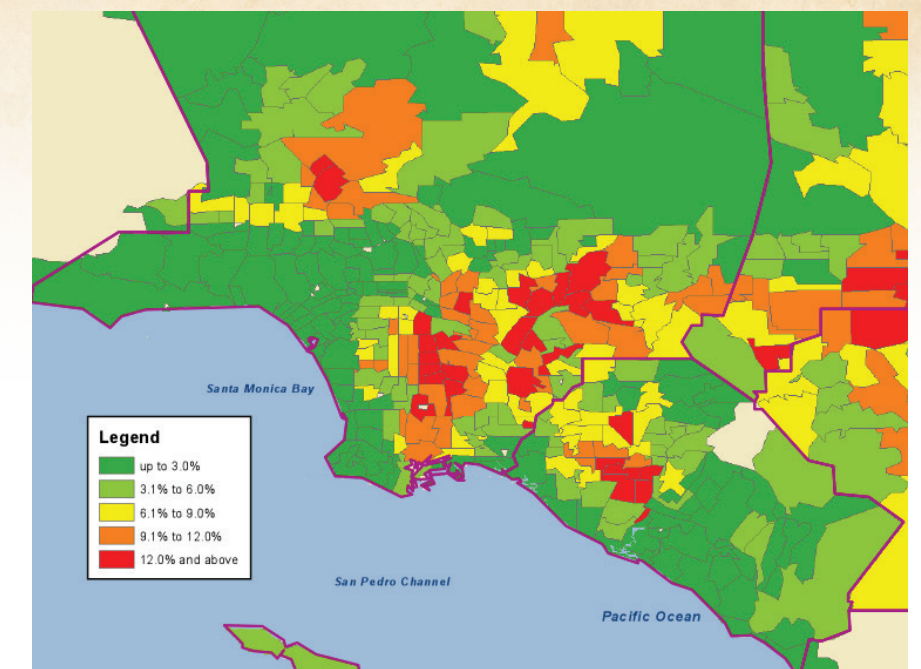 Santa Monica Bay
Legend
up to 3.0%
3.1% to 6.0%
6.1% to 9.0%
9.1% to 12.0%
12.0% and above
San Pedro Channel
Pacific Ocean